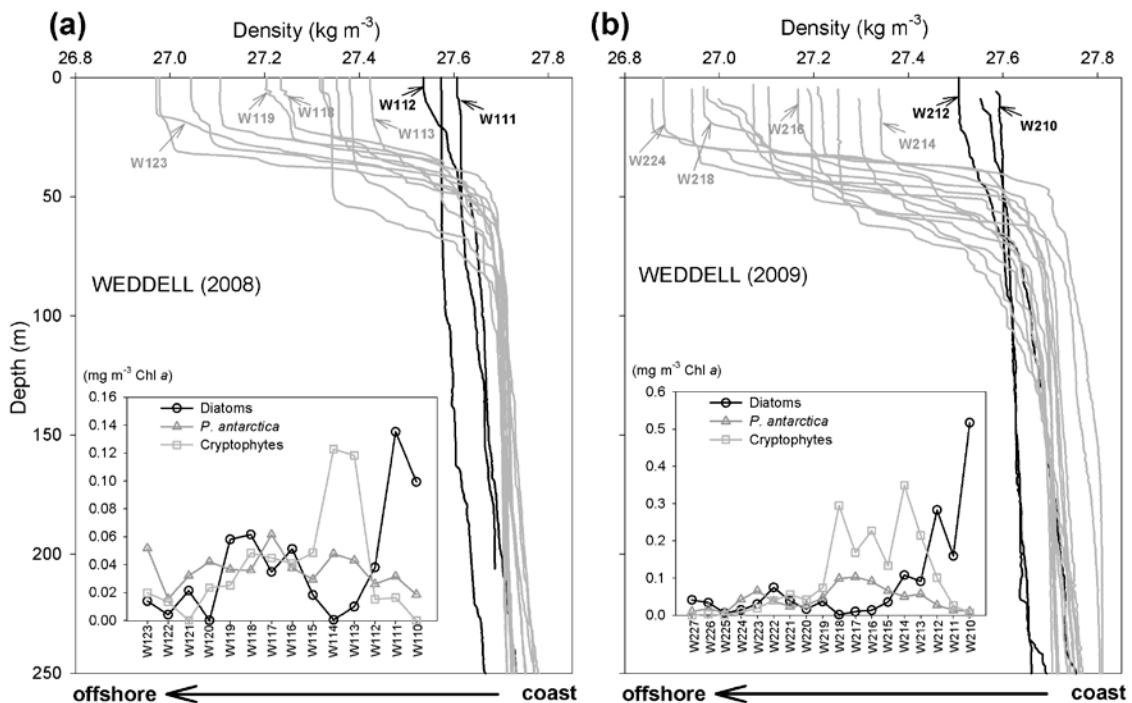 (a)
Density (kg m⁻³)
26.8 27.0 27.2 27.4 27.6 27.8
0
50
100
150
200
250
Depth (m)
W112
W111
W119
W118
W113
W123
WEDDELL (2008)
(mg m⁻³ Chl a)
0.16
0.14
0.12
0.10
0.08
0.06
0.04
0.02
0.00
Diatoms
P. antarctica
Cryptophytes
W123
W122
W121
W120
W119
W118
W117
W116
W115
W114
W113
W112
W111
W110
offshore
coast
(b)
Density (kg m⁻³)
26.8 27.0 27.2 27.4 27.6 27.8
W212
W210
W216
W214
W224
W218
WEDDELL (2009)
(mg m⁻³ Chl a)
0.6
0.5
0.4
0.3
0.2
0.1
0.0
Diatoms
P. antarctica
Cryptophytes
W227
W226
W225
W224
W223
W222
W221
W220
W219
W218
W217
W216
W215
W214
W213
W212
W211
W210
offshore
coast